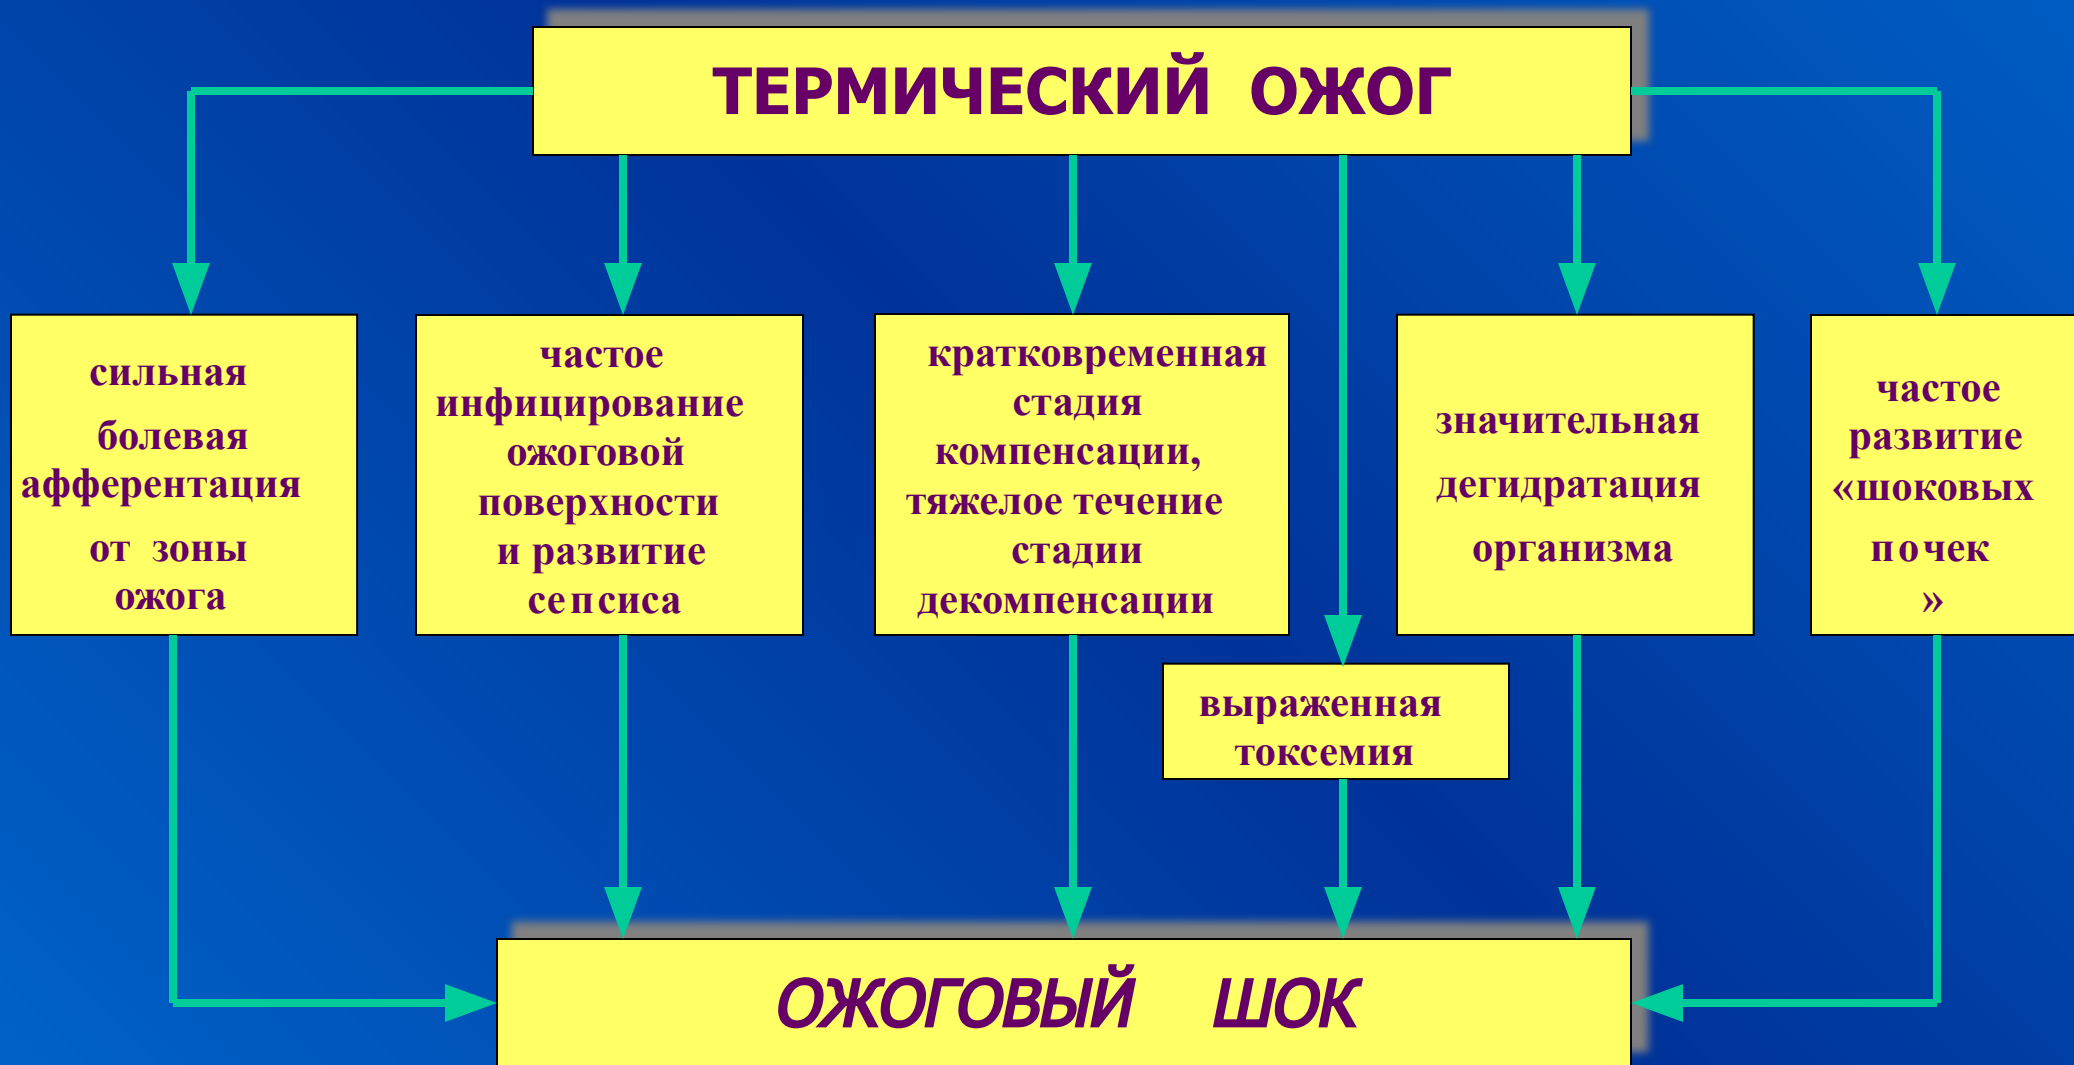 ТЕРМИЧЕСКИЙ ОЖОГ
сильная
болевая
афферентация
от зоны
ожога
частое
инфицирование
ожоговой
поверхности
и развитие
сепсиса
кратковременная
стадия
компенсации,
тяжелое течение
стадии
декомпенсации
выраженная
токсемия
значительная
дегидратация
организма
частое
развитие
«шоковых
почек
»
ОЖОГОВЫЙ ШОК